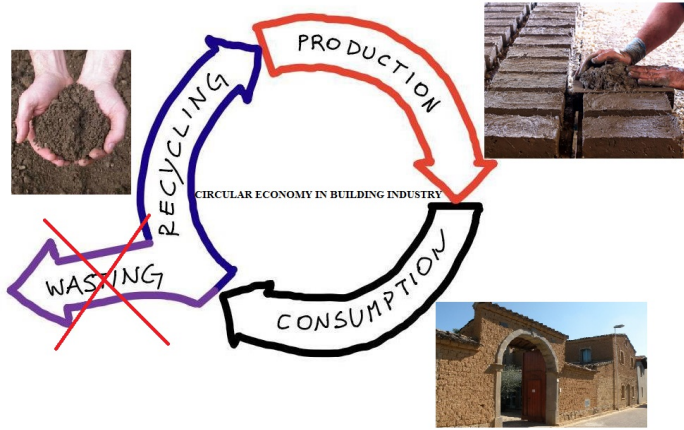 PRODUCTION
RECYCLING
CIRCULAR ECONOMY IN BUILDING INDUSTRY
WASTING
CONSUMPTION